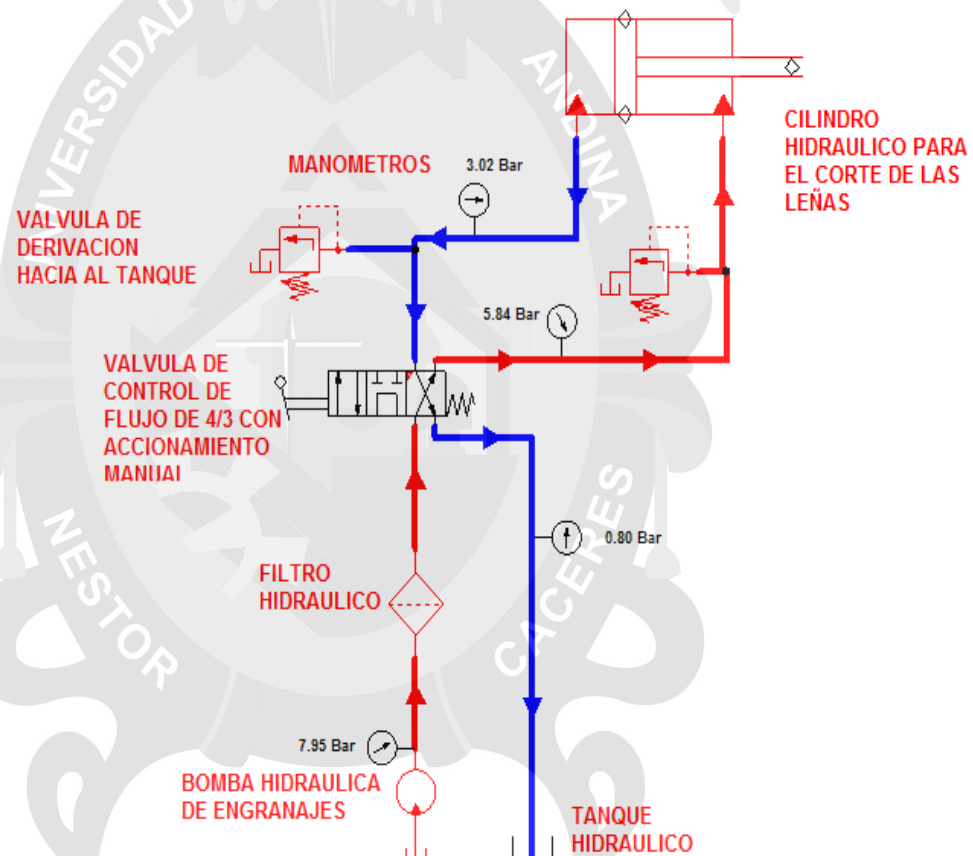 UNIVERSIDAD
ANDINA
NESTOR
CACERES
CILINDRO
HIDRAULICO PARA
EL CORTE DE LAS
LEÑAS
MANOMETROS
3.02 Bar
VALVULA DE
DERIVACION
HACIA AL TANQUE
5.84 Bar
VALVULA DE
CONTROL DE
FLUJO DE 4/3 CON
ACCIONAMIENTO
MANUAL
0.80 Bar
FILTRO
HIDRAULICO
7.95 Bar
BOMBA HIDRAULICA
DE ENGRANAJES
TANQUE
HIDRAULICO